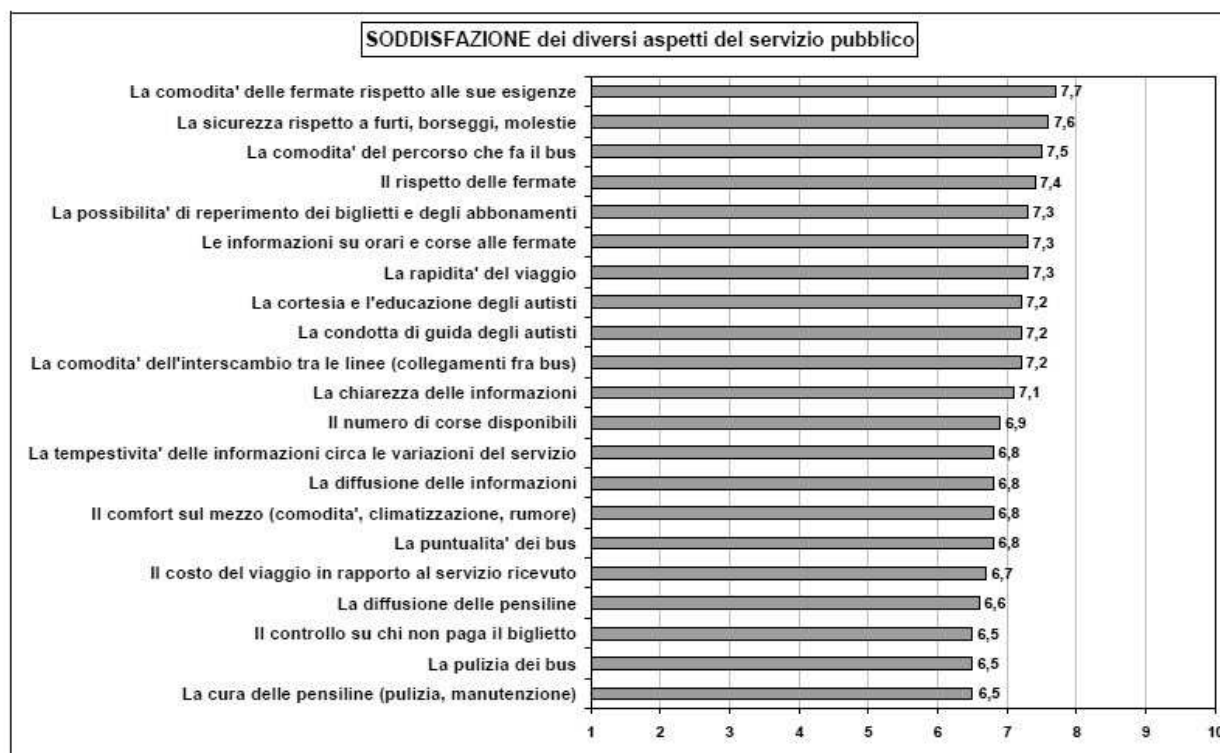 SODDISFAZIONE dei diversi aspetti del servizio pubblico
La comodita' delle fermate rispetto alle sue esigenze 7,7
La sicurezza rispetto a furti, borseggi, molestie 7,6
La comodita' del percorso che fa il bus 7,5
Il rispetto delle fermate 7,4
La possibilita' di reperimento dei biglietti e degli abbonamenti 7,3
Le informazioni su orari e corse alle fermate 7,3
La rapidita' del viaggio 7,3
La cortesia e l'educazione degli autisti 7,2
La condotta di guida degli autisti 7,2
La comodita' dell'interscambio tra le linee (collegamenti fra bus) 7,2
La chiarezza delle informazioni 7,1
Il numero di corse disponibili 6,9
La tempestivita' delle informazioni circa le variazioni del servizio 6,8
La diffusione delle informazioni 6,8
Il comfort sul mezzo (comodita', climatizzazione, rumore) 6,8
La puntualita' dei bus 6,8
Il costo del viaggio in rapporto al servizio ricevuto 6,7
La diffusione delle pensiline 6,6
Il controllo su chi non paga il biglietto 6,5
La pulizia dei bus 6,5
La cura delle pensiline (pulizia, manutenzione) 6,5
1 2 3 4 5 6 7 8 9 10